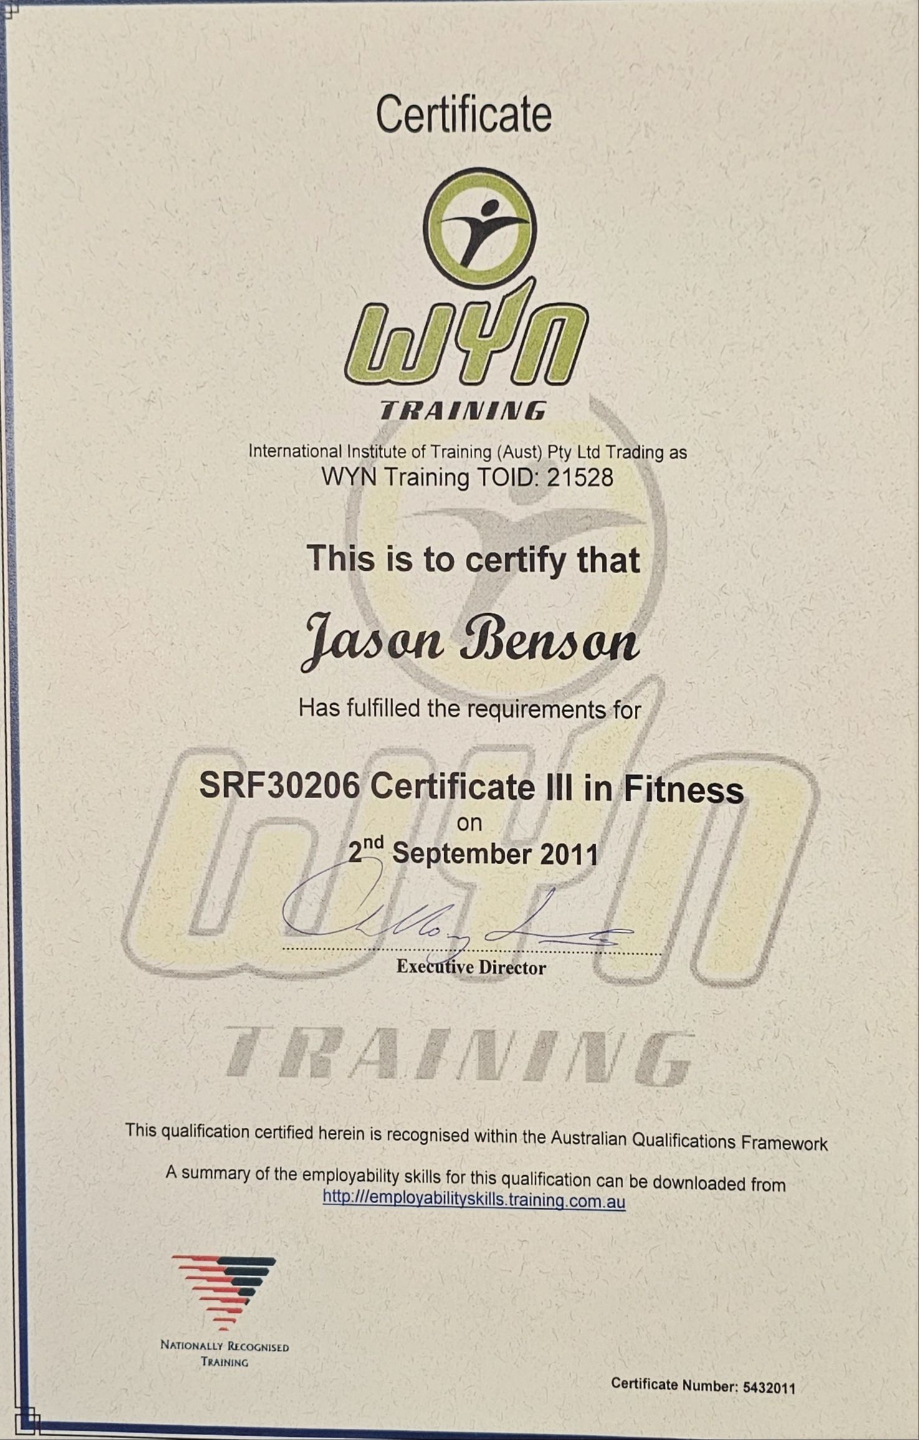 Certificate
WYN
TRAINING
International Institute of Training (Aust) Pty Ltd Trading as
WYN Training TOID: 21528
This is to certify that
Jason Benson
Has fulfilled the requirements for
SRF30206 Certificate III in Fitness
on
2nd September 2011
Executive Director
WYN
TRAINING
This qualification certified herein is recognised within the Australian Qualifications Framework
A summary of the employability skills for this qualification can be downloaded from
http:///employabilityskills.training.com.au
NATIONALLY RECOGNISED
TRAINING
Certificate Number: 5432011